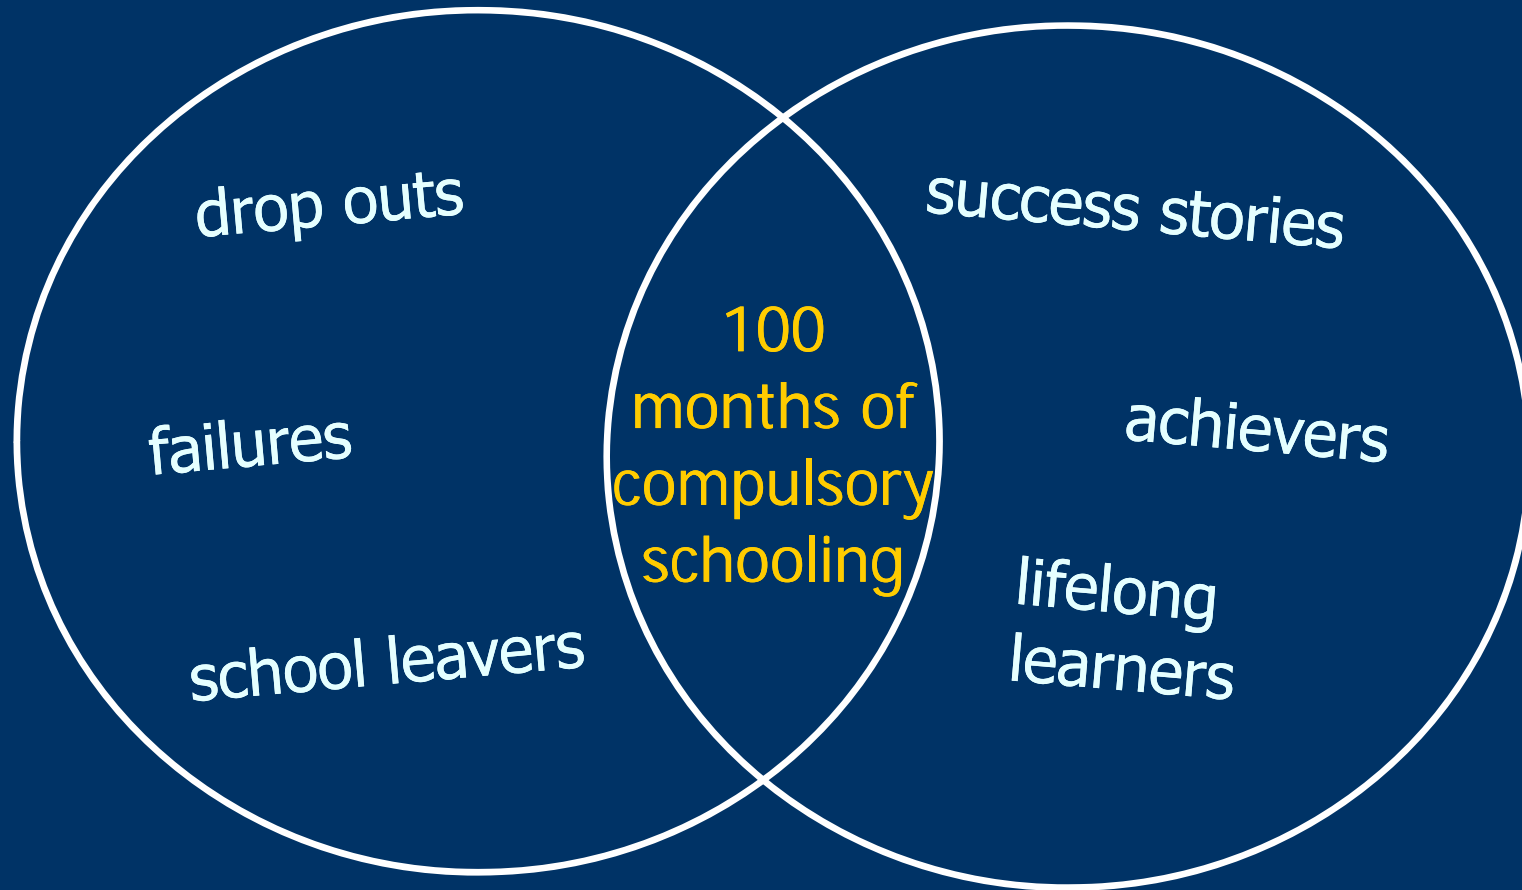 drop outs
failures
school leavers
100
months of
compulsory
schooling
success stories
achievers
lifelong
learners